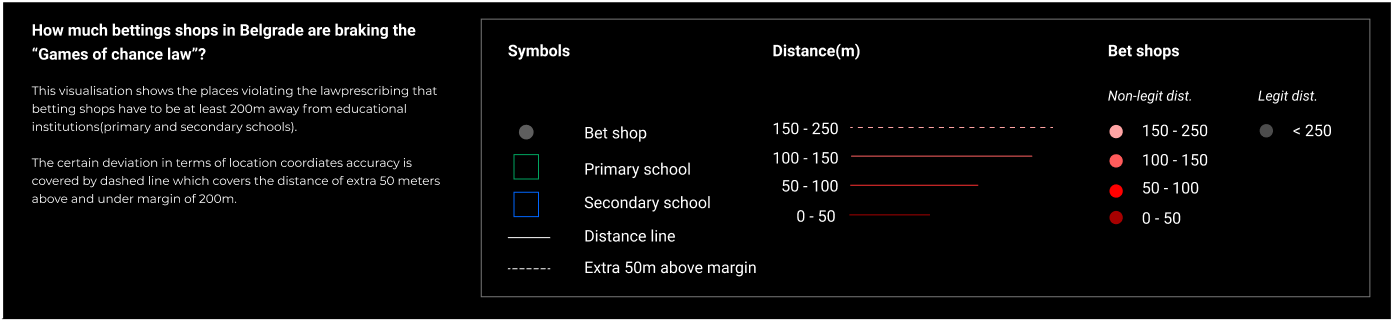 How much bettings shops in Belgrade are braking the
“Games of chance law”?
This visualisation shows the places violating the lawprescribing that
betting shops have to be at least 200m away from educational
institutions(primary and secondary schools).
The certain deviation in terms of location coordiates accuracy is
covered by dashed line which covers the distance of extra 50 meters
above and under margin of 200m.
Symbols
Bet shop
Primary school
Secondary school
Distance line
Extra 50m above margin
Distance(m)
150 - 250
100 - 150
50 - 100
0 - 50
Bet shops
Non-legit dist.
150 - 250
100 - 150
50 - 100
0 - 50
Legit dist.
< 250